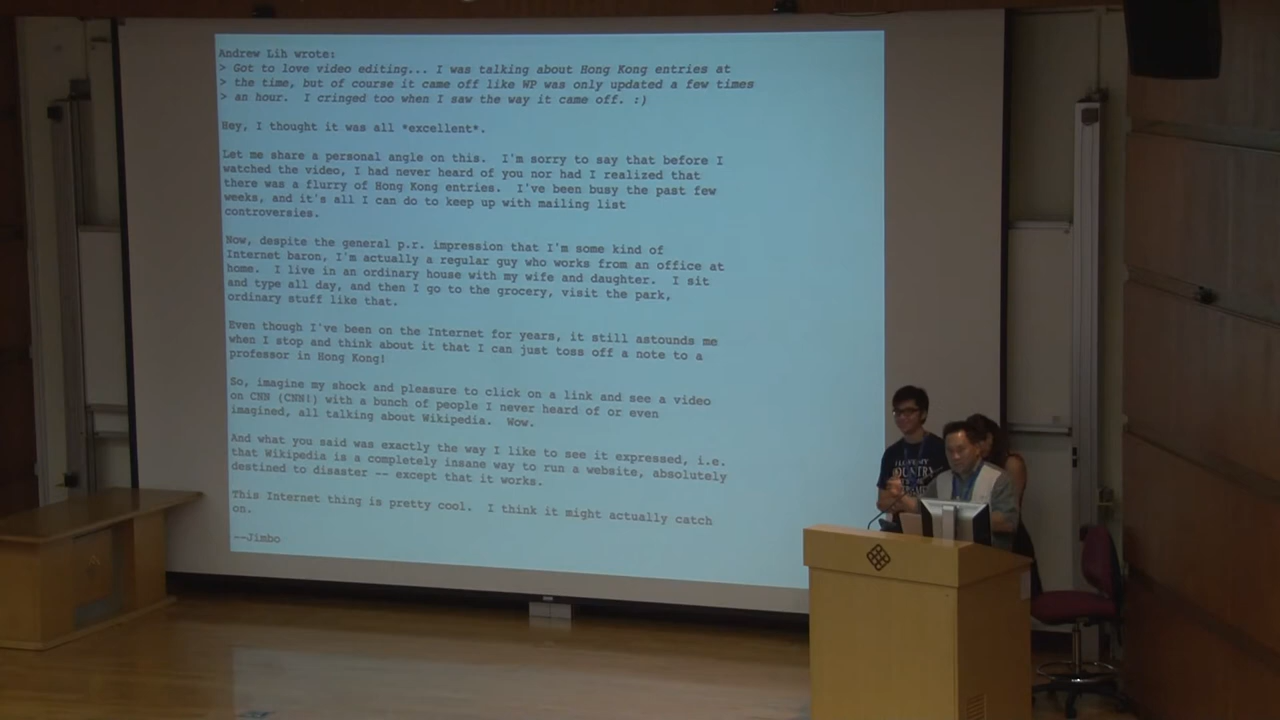 Andrew Lih wrote:
> Got to love video editing... I was talking about Hong Kong entries at
> the time, but of course it came off like WP was only updated a few times
> an hour.  I cringed too when I saw the way it came off. :)
Hey, I thought it was all *excellent*.
Let me share a personal angle on this.  I'm sorry to say that before I
watched the video, I had never heard of you nor had I realized that
there was a flurry of Hong Kong entries.  I've been busy the past few
weeks, and it's all I can do to keep up with mailing list
controversies.
Now, despite the general p.r. impression that I'm some kind of
Internet baron, I'm actually a regular guy who works from an office at
home.  I live in an ordinary house with my wife and daughter.  I sit
and type all day, and then I go to the grocery, visit the park,
ordinary stuff like that.
Even though I've been on the Internet for years, it still astounds me
when I stop and think about it that I can just toss off a note to a
professor in Hong Kong!
So, imagine my shock and pleasure to click on a link and see a video
on CNN (CNN!) with a bunch of people I never heard of or even
imagined, all talking about Wikipedia.  Wow.
And what you said was exactly the way I like to see it expressed, i.e.
that Wikipedia is a completely insane way to run a website, absolutely
destined to disaster -- except that it works.
This Internet thing is pretty cool.  I think it might actually catch
on.
--Jimbo
I LOVE MY
COUNTRY